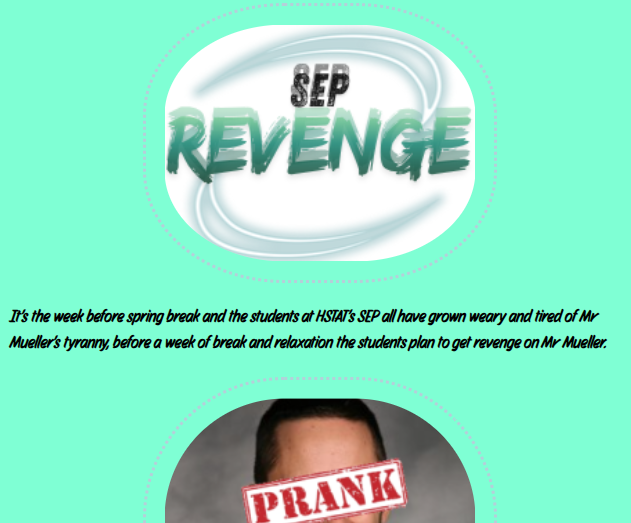 SEP
REVENGE
It's the week before spring break and the students at HSTAT's SEP all have grown weary and tired of Mr
Mueller's tyranny, before a week of break and relaxation the students plan to get revenge on Mr Mueller.
PRANK